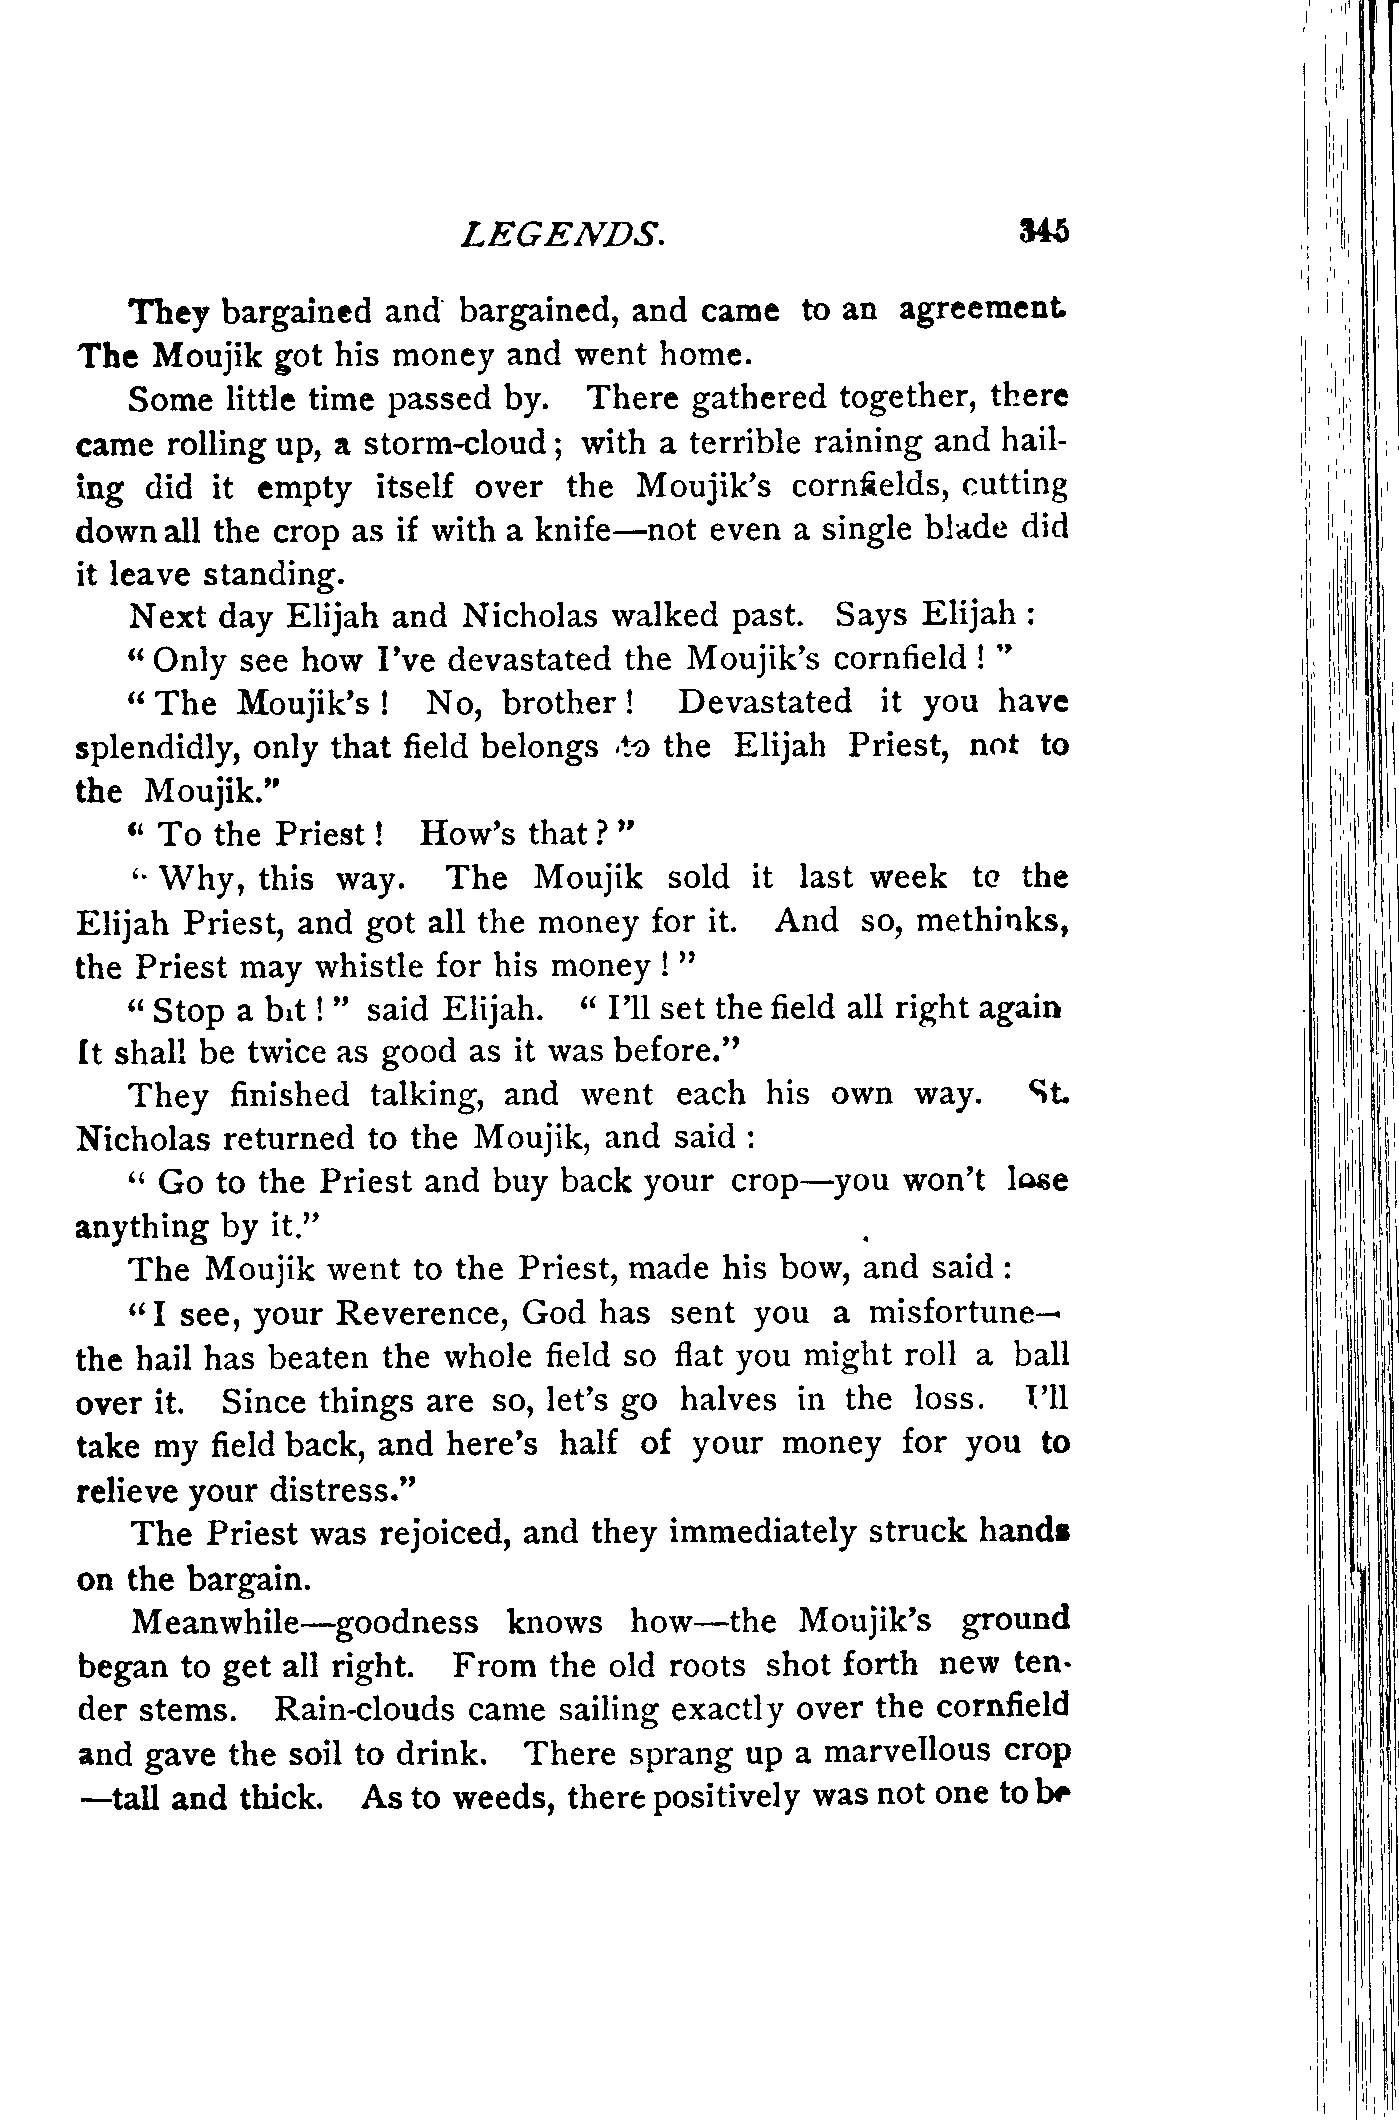 LEGENDS. 345
They bargained and bargained, and came to an agreement.
The Moujik got his money and went home.
Some little time passed by. There gathered together, there
came rolling up, a storm-cloud; with a terrible raining and hail-
ing did it empty itself over the Moujik's cornfields, cutting
down all the crop as if with a knife—not even a single blade did
it leave standing.
Next day Elijah and Nicholas walked past. Says Elijah:
"Only see how I've devastated the Moujik's cornfield!"
"The Moujik's! No, brother! Devastated it you have
splendidly, only that field belongs to the Elijah Priest, not to
the Moujik."
"To the Priest! How's that?"
"Why, this way. The Moujik sold it last week to the
Elijah Priest, and got all the money for it. And so, methinks,
the Priest may whistle for his money!"
"Stop a bit!" said Elijah. "I'll set the field all right again
It shall be twice as good as it was before."
They finished talking, and went each his own way. St.
Nicholas returned to the Moujik, and said:
"Go to the Priest and buy back your crop—you won't lose
anything by it."
The Moujik went to the Priest, made his bow, and said:
"I see, your Reverence, God has sent you a misfortune—
the hail has beaten the whole field so flat you might roll a ball
over it. Since things are so, let's go halves in the loss. I'll
take my field back, and here's half of your money for you to
relieve your distress."
The Priest was rejoiced, and they immediately struck hands
on the bargain.
Meanwhile—goodness knows how—the Moujik's ground
began to get all right. From the old roots shot forth new ten-
der stems. Rain-clouds came sailing exactly over the cornfield
and gave the soil to drink. There sprang up a marvellous crop
—tall and thick. As to weeds, there positively was not one to be